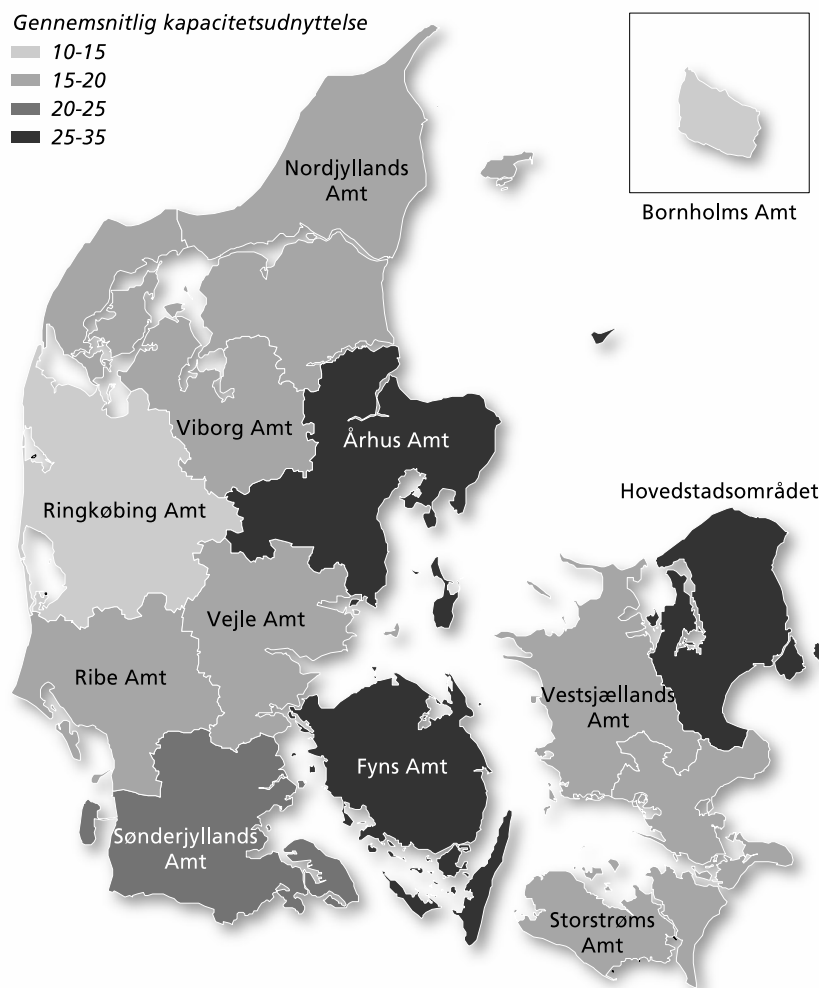 Gennemsnitlig kapacitetsudnyttelse
10-15
15-20
20-25
25-35
Nordjyllands
Amt
Bornholms Amt
Viborg Amt
Århus Amt
Ringkøbing Amt
Hovedstadsområdet
Vejle Amt
Ribe Amt
Vestsjællands
Amt
Fyns Amt
Sønderjyllands
Amt
Storstrøms
Amt